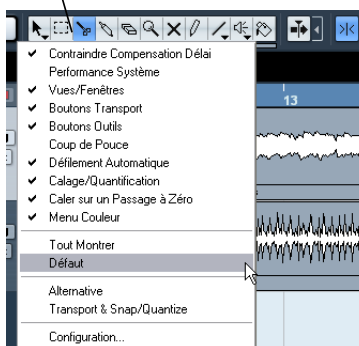 13
Contraindre Compensation Délai
Performance Système
Vues/Fenêtres
Boutons Transport
Boutons Outils
Coup de Pouce
Défilement Automatique
Calage/Quantification
Caler sur un Passage à Zéro
Menu Couleur
Tout Montrer
Défaut
Alternative
Transport & Snap/Quantize
Configuration...